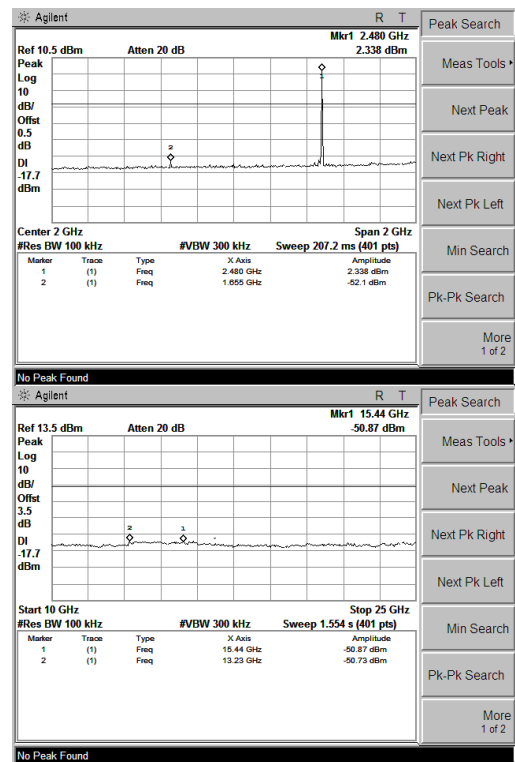 Agilent R T
Peak Search
Mkr1 2.480 GHz
Ref 10.5 dBm Atten 20 dB 2.338 dBm
Peak
Log
10
dB/
Offst
0.5
dB
DI
-17.7
dBm
1
2
Center 2 GHz Span 2 GHz
#Res BW 100 kHz #VBW 300 kHz Sweep 207.2 ms (401 pts)
Marker Trace Type X Axis Amplitude
1 (1) Freq 2.480 GHz 2.338 dBm
2 (1) Freq 1.655 GHz -52.1 dBm
No Peak Found
Meas Tools
Next Peak
Next Pk Right
Next Pk Left
Min Search
Pk-Pk Search
More
1 of 2
Agilent R T
Peak Search
Mkr1 15.44 GHz
Ref 13.5 dBm Atten 20 dB -50.87 dBm
Peak
Log
10
dB/
Offst
3.5
dB
DI
-17.7
dBm
2 1
Start 10 GHz Stop 25 GHz
#Res BW 100 kHz #VBW 300 kHz Sweep 1.554 s (401 pts)
Marker Trace Type X Axis Amplitude
1 (1) Freq 15.44 GHz -50.87 dBm
2 (1) Freq 13.23 GHz -50.73 dBm
No Peak Found
Meas Tools
Next Peak
Next Pk Right
Next Pk Left
Min Search
Pk-Pk Search
More
1 of 2